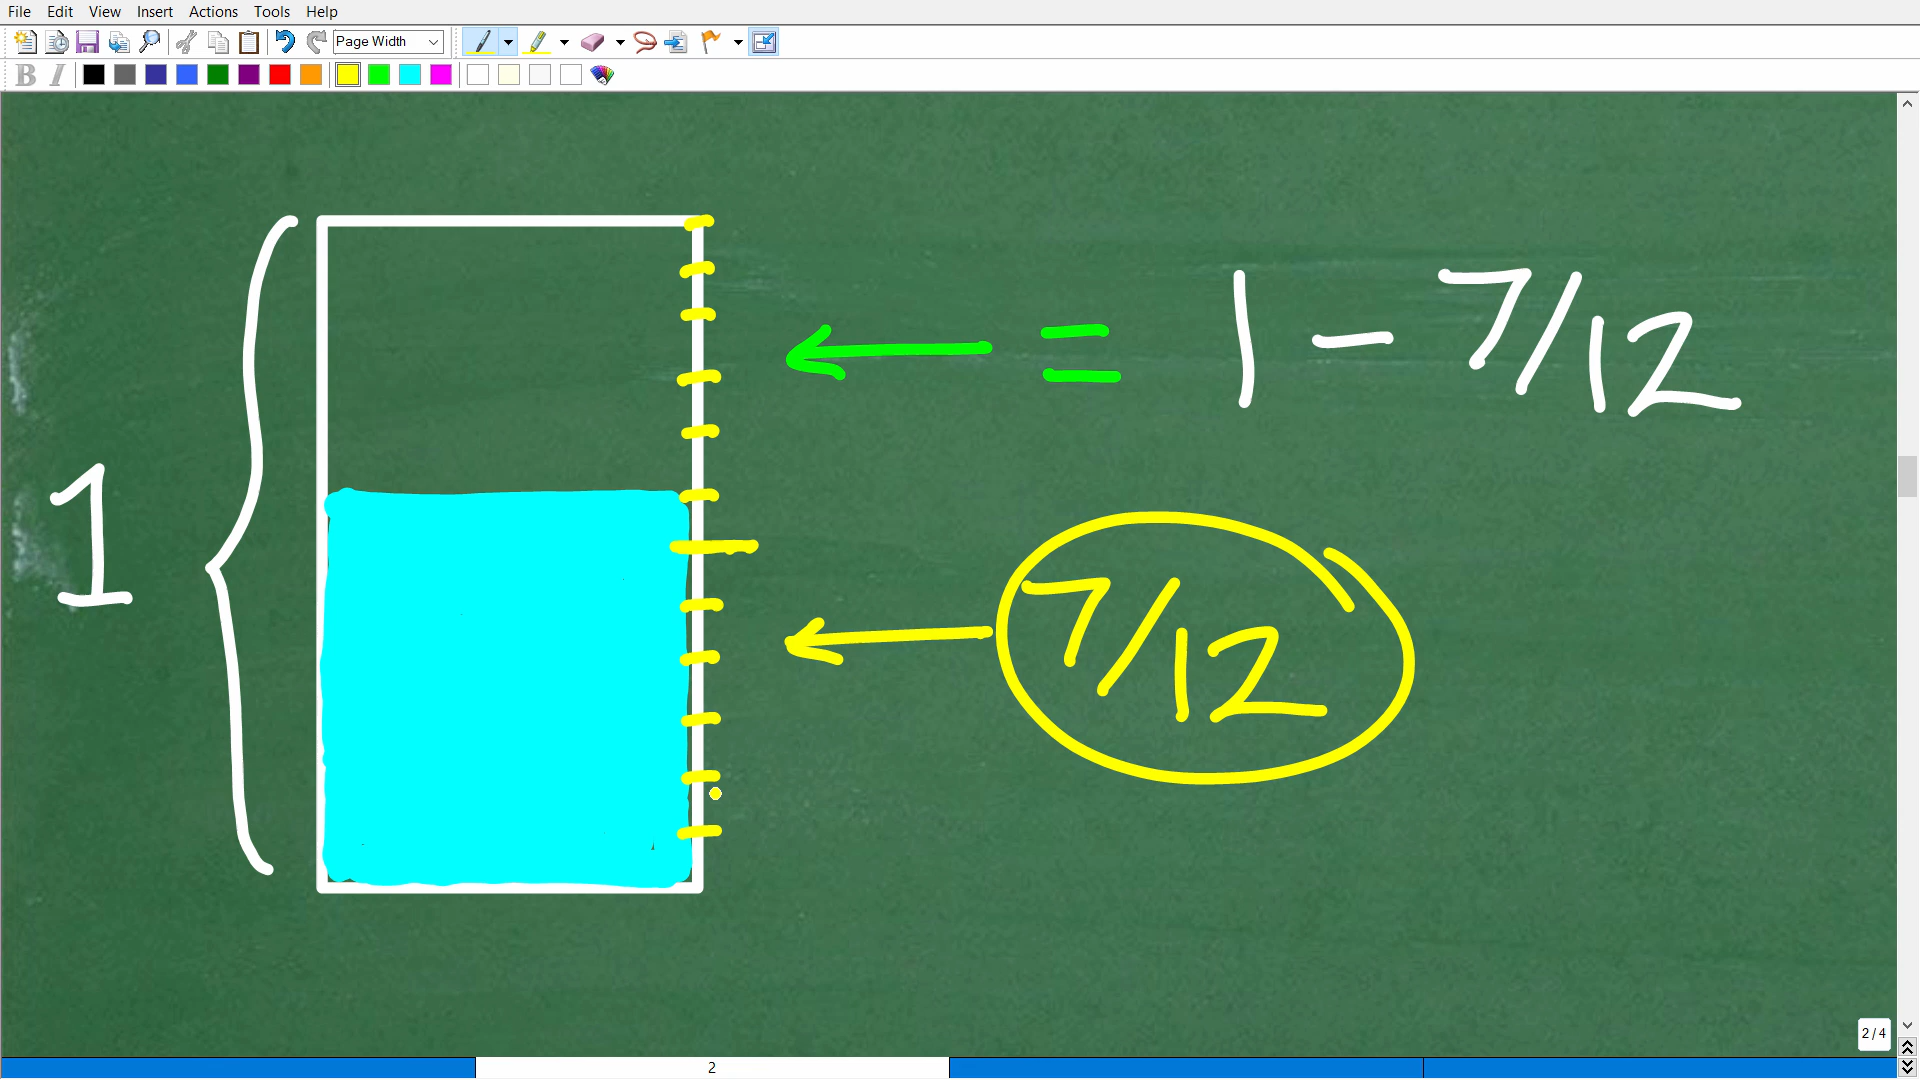 File Edit View Insert Actions Tools Help
Page Width
B I
= 1 - 7/12
1
7/12
2/4
2